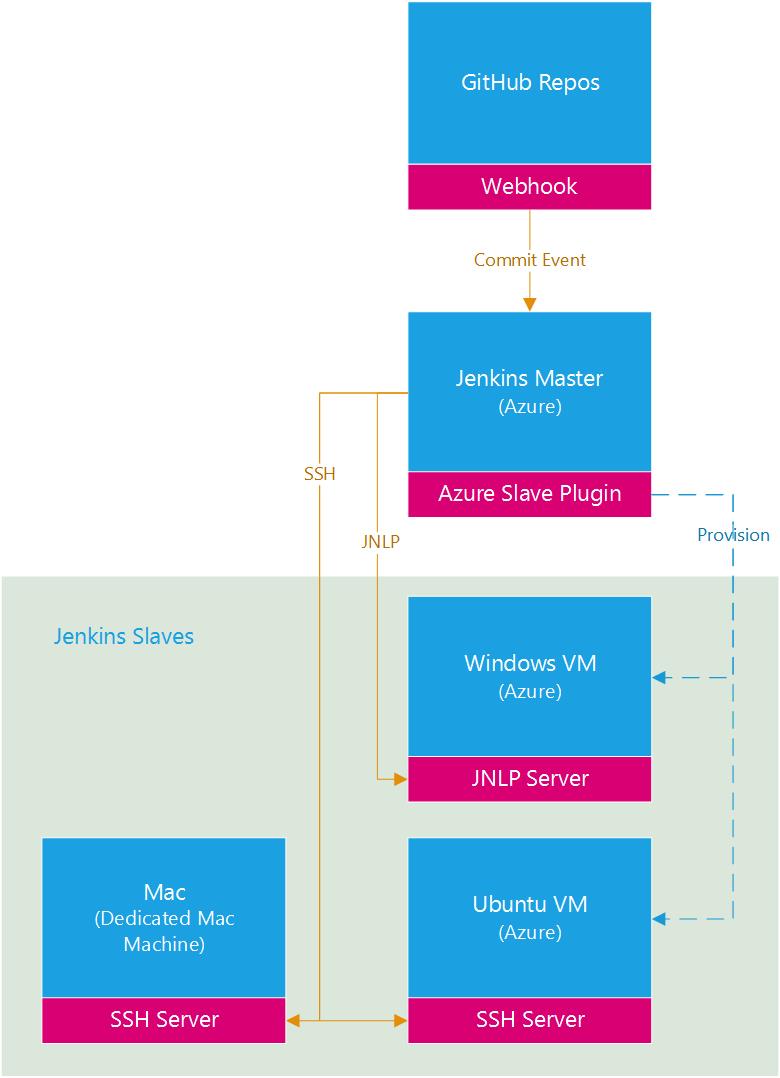 GitHub Repos
Webhook
Commit Event
Jenkins Master
(Azure)
Azure Slave Plugin
SSH
JNLP
Provision
Jenkins Slaves
Windows VM
(Azure)
JNLP Server
Mac
(Dedicated Mac
Machine)
SSH Server
Ubuntu VM
(Azure)
SSH Server